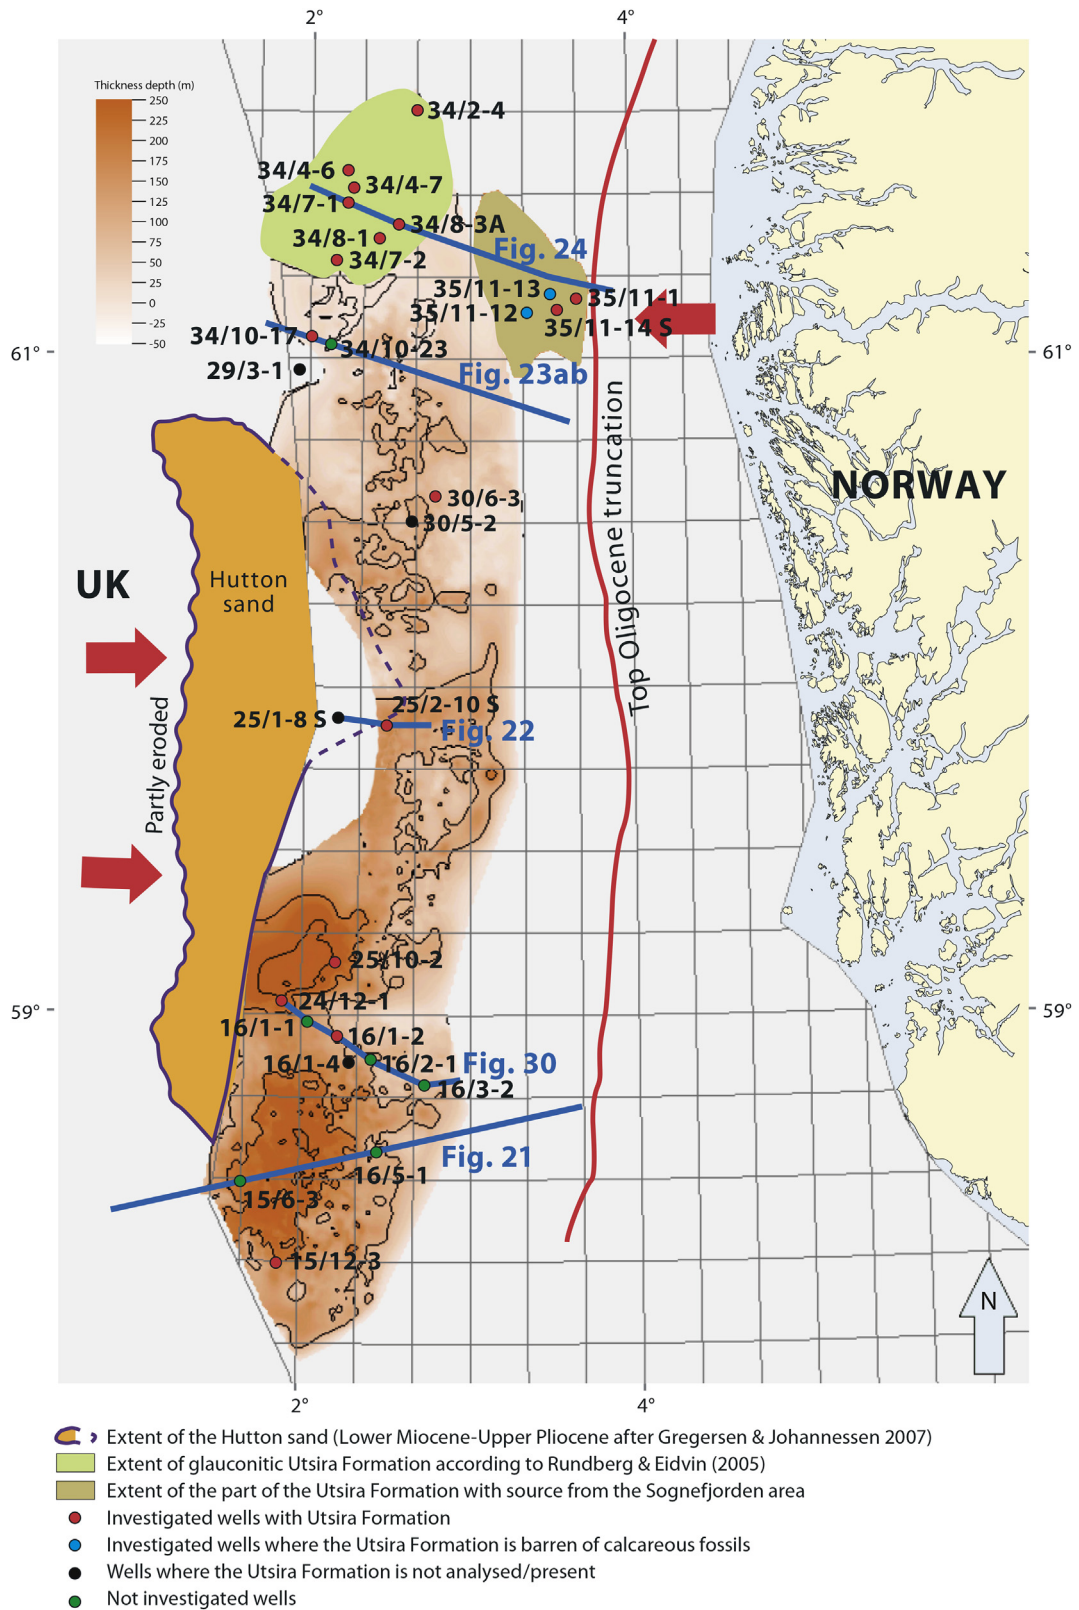 2°
4°
Thickness depth (m)
250
225
200
175
150
125
100
75
50
25
0
-25
-50
34/2-4
34/4-6
34/4-7
34/7-1
34/8-3A
34/8-1
34/7-2
Fig. 24
35/11-13
35/11-1
35/11-12
35/11-14 S
34/10-17
34/10-23
61°
61°
29/3-1
Fig. 23ab
Top Oligocene truncation
NORWAY
30/6-3
30/5-2
UK
Hutton
sand
25/2-10 S
25/1-8 S
Fig. 22
Partly eroded
25/10-2
24/12-1
59°
59°
16/1-1
16/1-2
16/1-4
16/2-1
Fig. 30
16/3-2
Fig. 21
16/5-1
15/6-3
15/12-3
N
2°
4°
Extent of the Hutton sand (Lower Miocene-Upper Pliocene after Gregersen & Johannessen 2007)
Extent of glauconitic Utsira Formation according to Rundberg & Eidvin (2005)
Extent of the part of the Utsira Formation with source from the Sognefjorden area
Investigated wells with Utsira Formation
Investigated wells where the Utsira Formation is barren of calcareous fossils
Wells where the Utsira Formation is not analysed/present
Not investigated wells